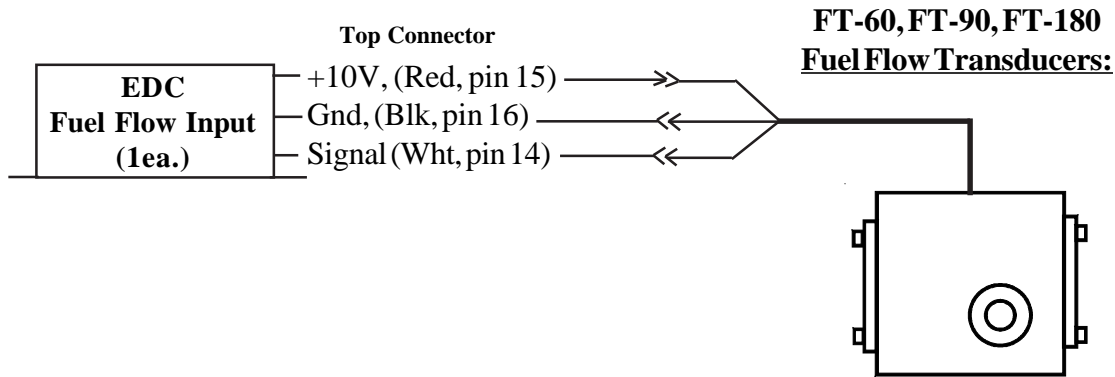 FT-60, FT-90, FT-180
Fuel Flow Transducers:
Top Connector
EDC
Fuel Flow Input
(1ea.)
+10V, (Red, pin 15)
Gnd, (Blk, pin 16)
Signal (Wht, pin 14)